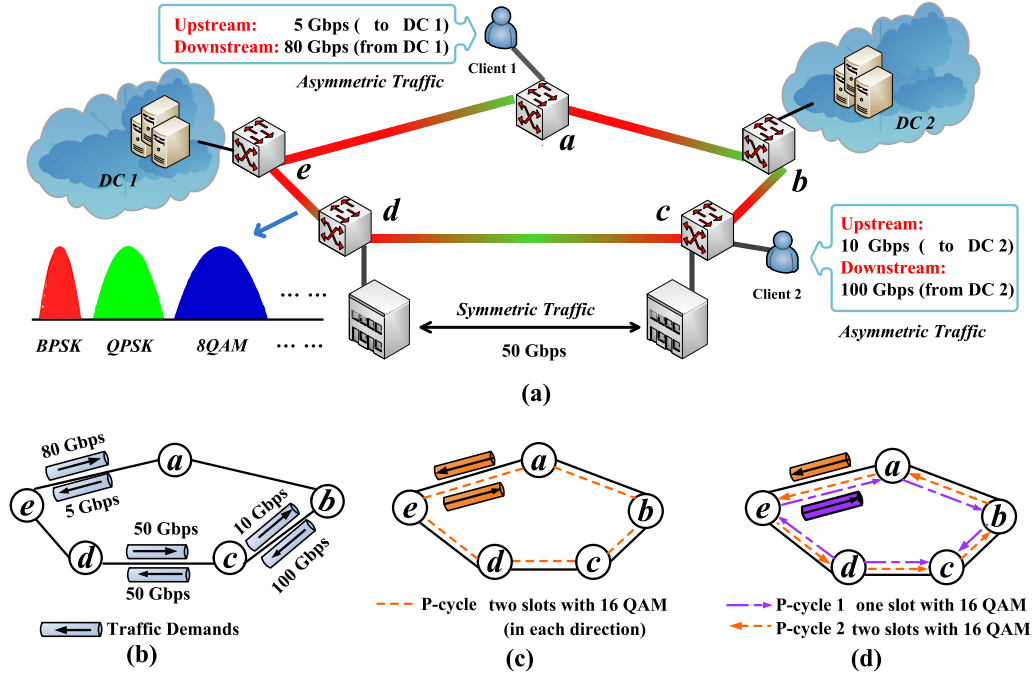 Upstream: 5 Gbps ( to DC 1)
Downstream: 80 Gbps (from DC 1)
Client 1
Asymmetric Traffic
a
DC 2
b
DC 1
e
d
c
Upstream:
10 Gbps ( to DC 2)
Downstream:
100 Gbps (from DC 2)
Client 2
Asymmetric Traffic
Symmetric Traffic
50 Gbps
... ...
BPSK QPSK 8QAM ... ...
(a)
80 Gbps
5 Gbps
a
e
b
10 Gbps
100 Gbps
50 Gbps
d
c
50 Gbps
Traffic Demands
(b)
a
e
b
d
c
P-cycle two slots with 16 QAM
(in each direction)
(c)
a
e
b
d
c
P-cycle 1 one slot with 16 QAM
P-cycle 2 two slots with 16 QAM
(d)